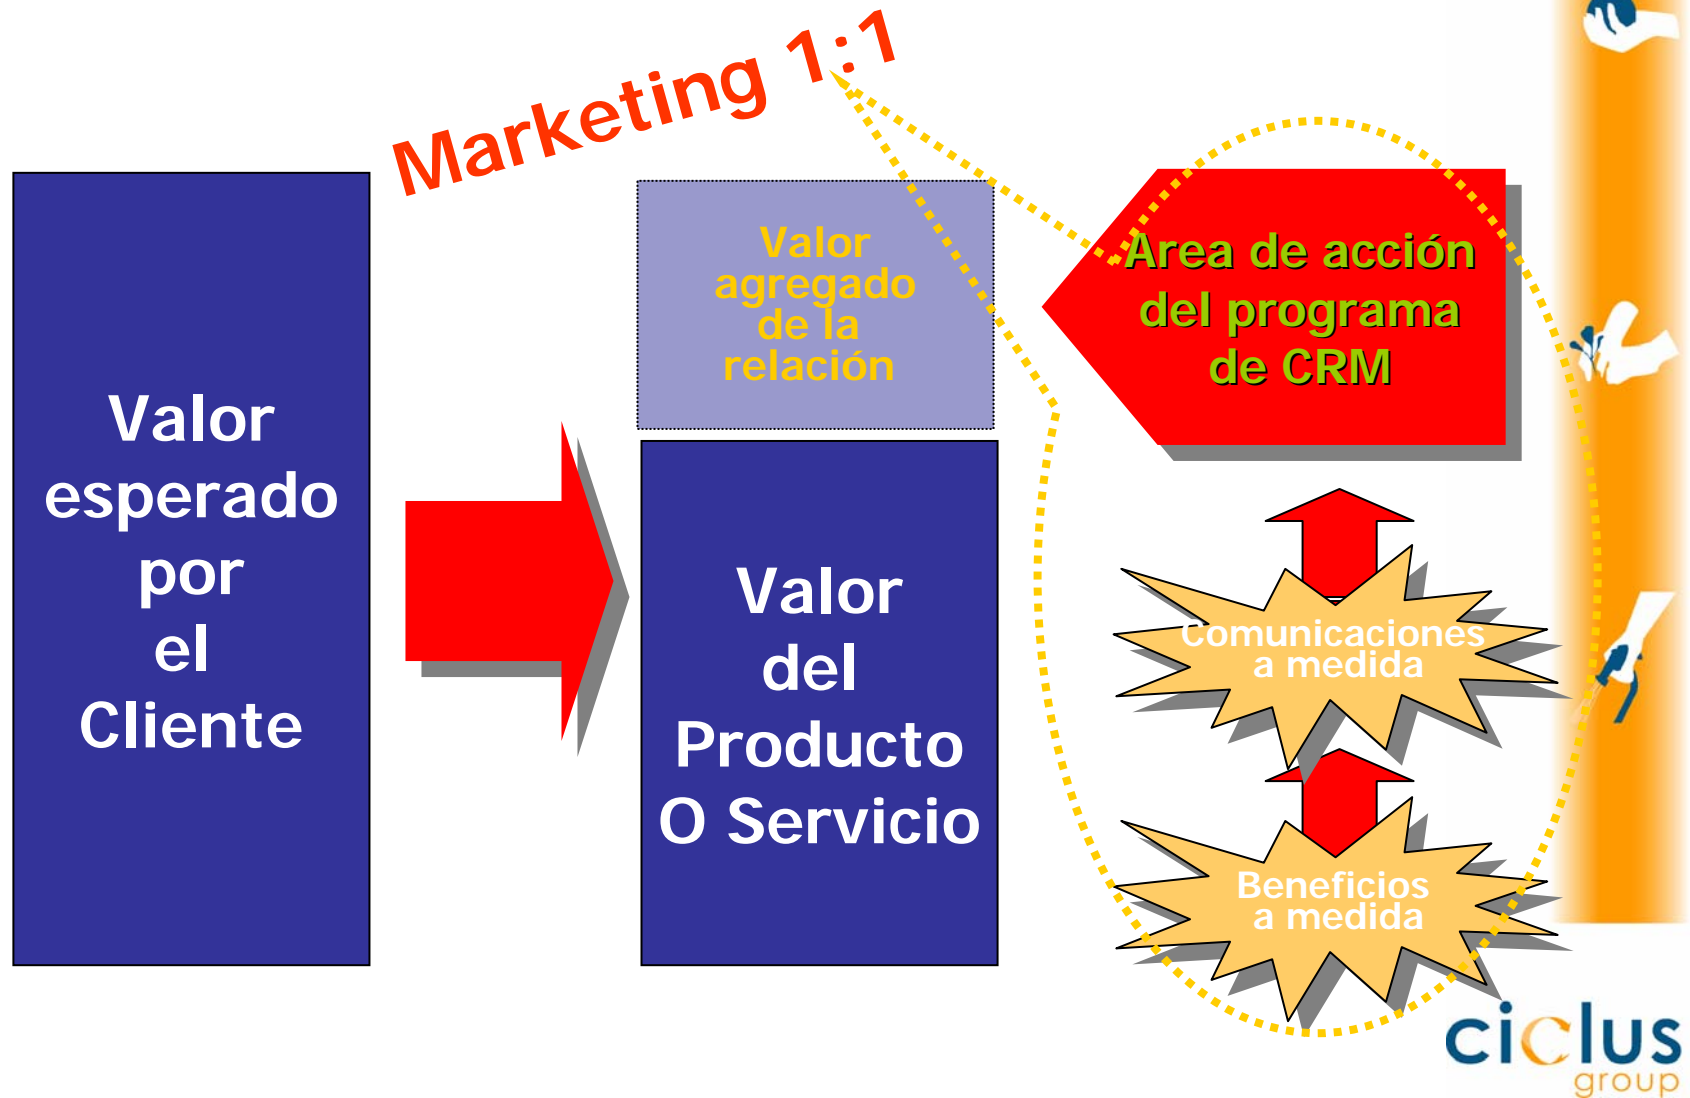 Marketing 1:1
Valor
esperado
por
el
Cliente
Valor
agregado
de la
relación
Valor
del
Producto
O Servicio
Area de acción
del programa
de CRM
Comunicaciones
a medida
Beneficios
a medida
ciclus
group